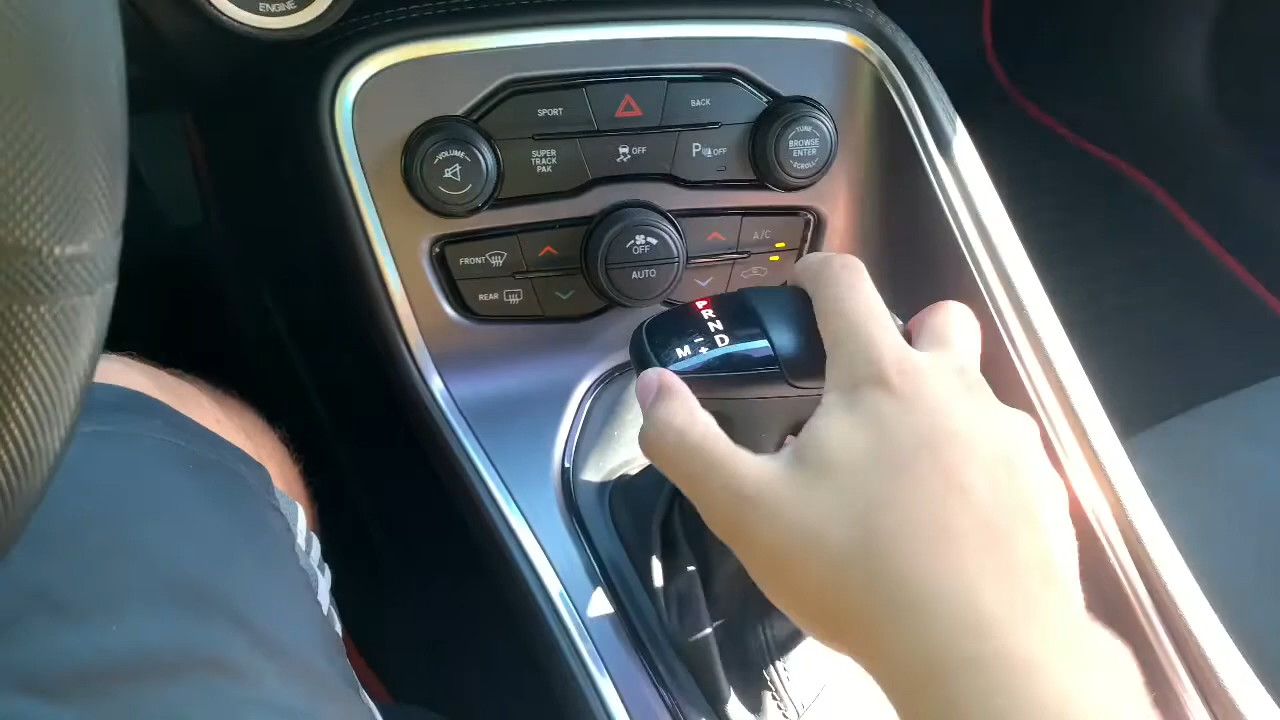 ENGINE
SPORT
BACK
VOLUME
SUPER
TRACK
PAK
OFF
P OFF
TUNE
BROWSE
ENTER
SCROLL
FRONT
OFF
AUTO
A/C
REAR
P
R
N
D
M
-
+